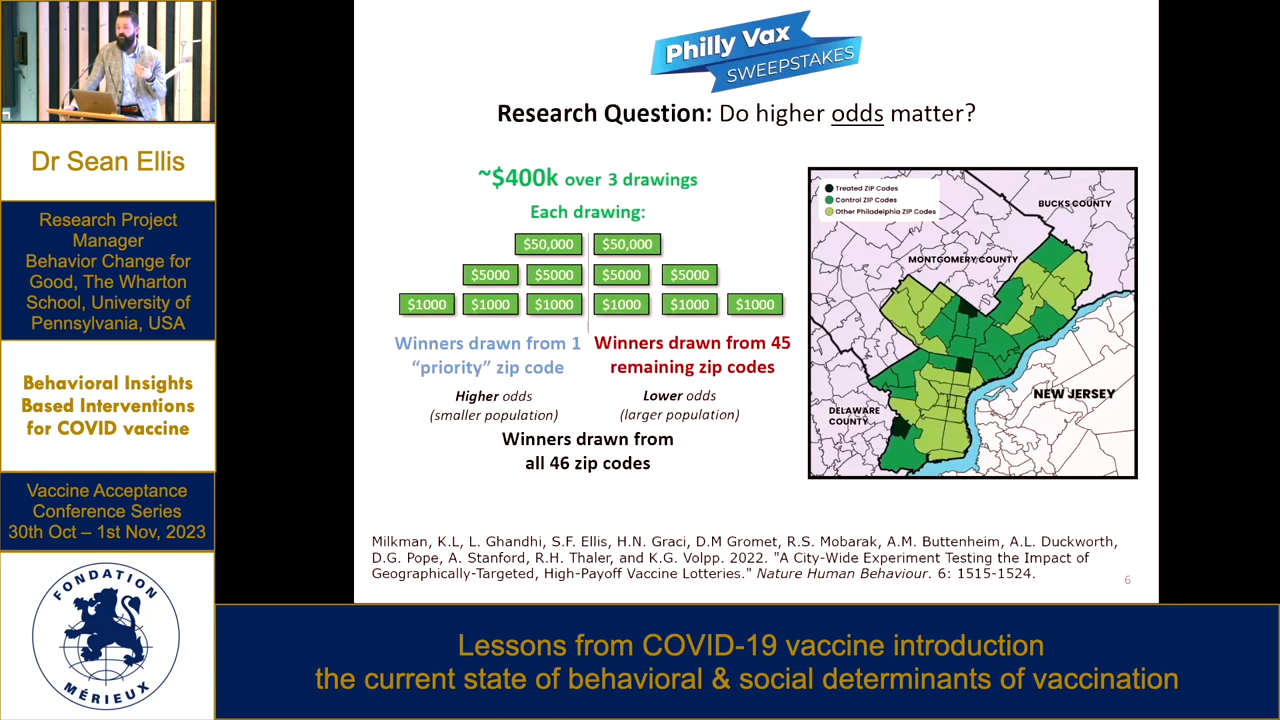 Philly Vax
SWEEPSTAKES
Research Question: Do higher odds matter?
~$400k over 3 drawings
Each drawing:
$50,000 $50,000
$5000 $5000 $5000 $5000
$1000 $1000 $1000 $1000 $1000 $1000
Winners drawn from 1
“priority” zip code
Higher odds
(smaller population)
Winners drawn from 45
remaining zip codes
Lower odds
(larger population)
Winners drawn from
all 46 zip codes
Treated ZIP Codes
Control ZIP Codes
Other Philadelphia ZIP Codes
BUCKS COUNTY
MONTGOMERY COUNTY
NEW JERSEY
DELAWARE
COUNTY
Milkman, K.L, L. Ghandhi, S.F. Ellis, H.N. Graci, D.M Gromet, R.S. Mobarak, A.M. Buttenheim, A.L. Duckworth,
D.G. Pope, A. Stanford, R.H. Thaler, and K.G. Volpp. 2022. "A City-Wide Experiment Testing the Impact of
Geographically-Targeted, High-Payoff Vaccine Lotteries." Nature Human Behaviour. 6: 1515-1524.
6
Dr Sean Ellis
Research Project
Manager
Behavior Change for
Good, The Wharton
School, University of
Pennsylvania, USA
Behavioral Insights
Based Interventions
for COVID vaccine
Vaccine Acceptance
Conference Series
30th Oct – 1st Nov, 2023
FONDATION
MÉRIEUX
Lessons from COVID-19 vaccine introduction
the current state of behavioral & social determinants of vaccination